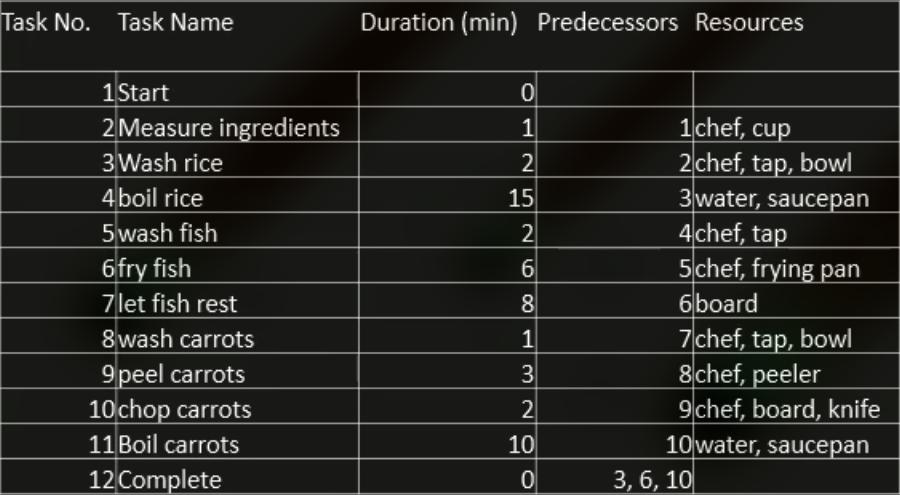 Task No. Task Name Duration (min) Predecessors Resources
1 Start 0
2 Measure ingredients 1 1 chef, cup
3 Wash rice 2 2 chef, tap, bowl
4 boil rice 15 3 water, saucepan
5 wash fish 2 4 chef, tap
6 fry fish 6 5 chef, frying pan
7 let fish rest 8 6 board
8 wash carrots 1 7 chef, tap, bowl
9 peel carrots 3 8 chef, peeler
10 chop carrots 2 9 chef, board, knife
11 Boil carrots 10 10 water, saucepan
12 Complete 0 3, 6, 10